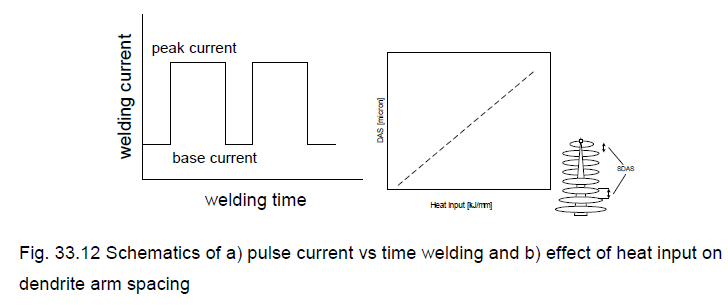 welding current
peak current
base current
welding time
DAS [micron]
Heat input [kJ/mm]
SDAS
Fig. 33.12 Schematics of a) pulse current vs time welding and b) effect of heat input on
dendrite arm spacing